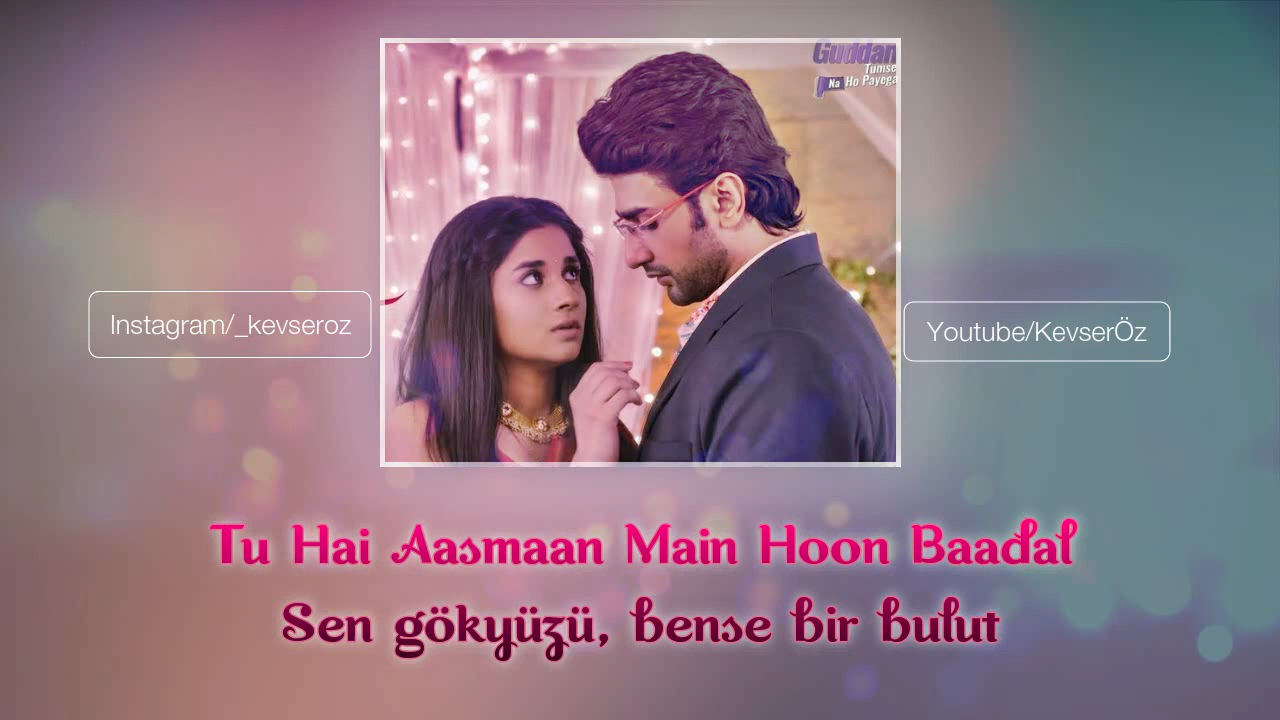 Guddan
Tumse
Na Ho Payega
Instagram/_kevseroz
Youtube/KevserÖz
Tu Hai Aasmaan Main Hoon Baadal
Sen gökyüzü, bense bir bulut